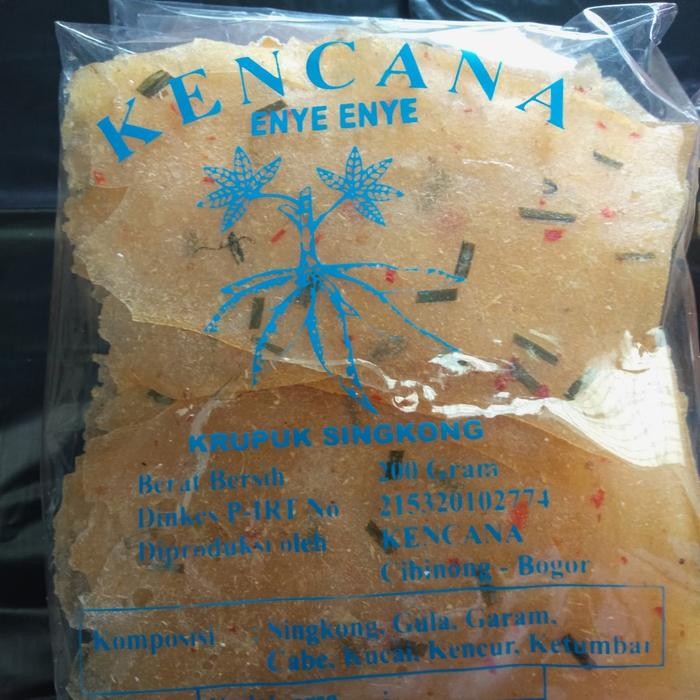 KENCANA
ENYE ENYE
KRUPUK SINGKONG
Berat Bersih 200 Gram
Dinkes P-IRT No 215320102774
Diproduksi oleh KENCANA
Cibinong - Bogor
Komposisi : Singkong, Gula, Garam,
Cabe, Kucai, Kencur, Ketumbar